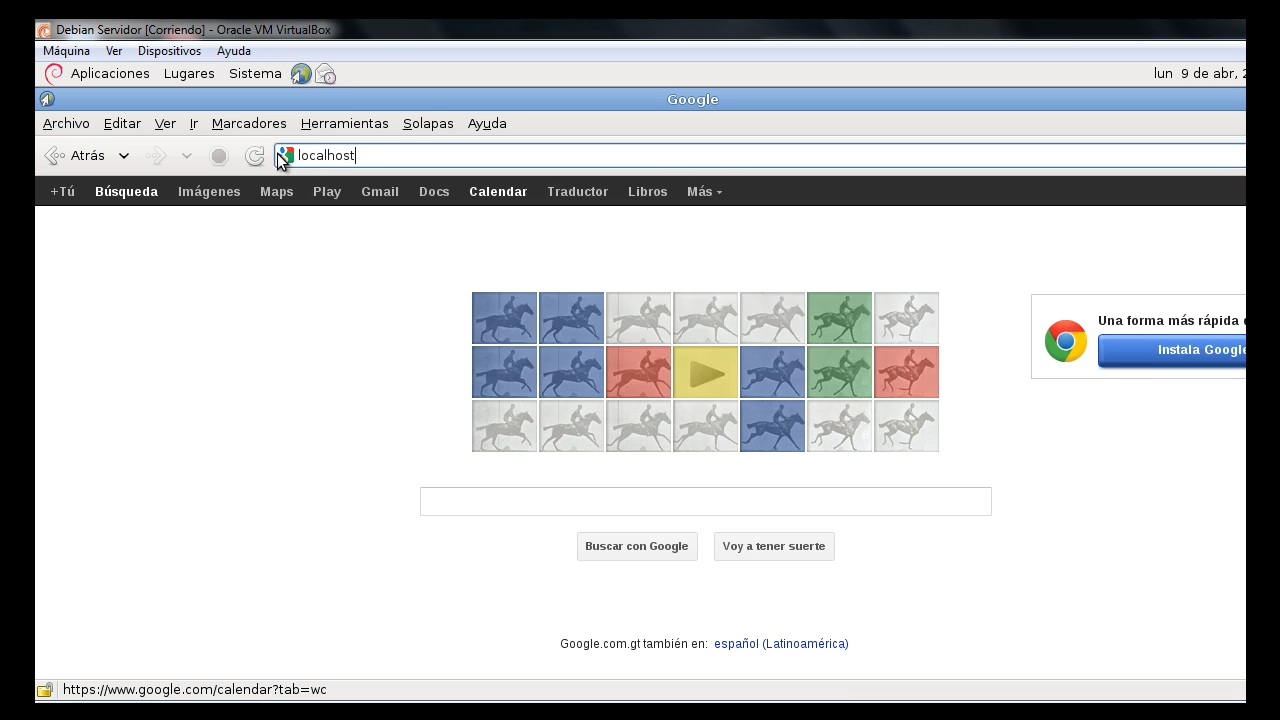 Debian Servidor [Corriendo] - Oracle VM VirtualBox
Máquina Ver Dispositivos Ayuda
Aplicaciones Lugares Sistema lun 9 de abr,
Google
Archivo Editar Ver Ir Marcadores Herramientas Solapas Ayuda
Atrás localhost
+Tú Búsqueda Imágenes Maps Play Gmail Docs Calendar Traductor Libros Más
Una forma más rápida
Instala Google
Buscar con Google Voy a tener suerte
Google.com.gt también en: español (Latinoamérica)
https://www.google.com/calendar?tab=wc